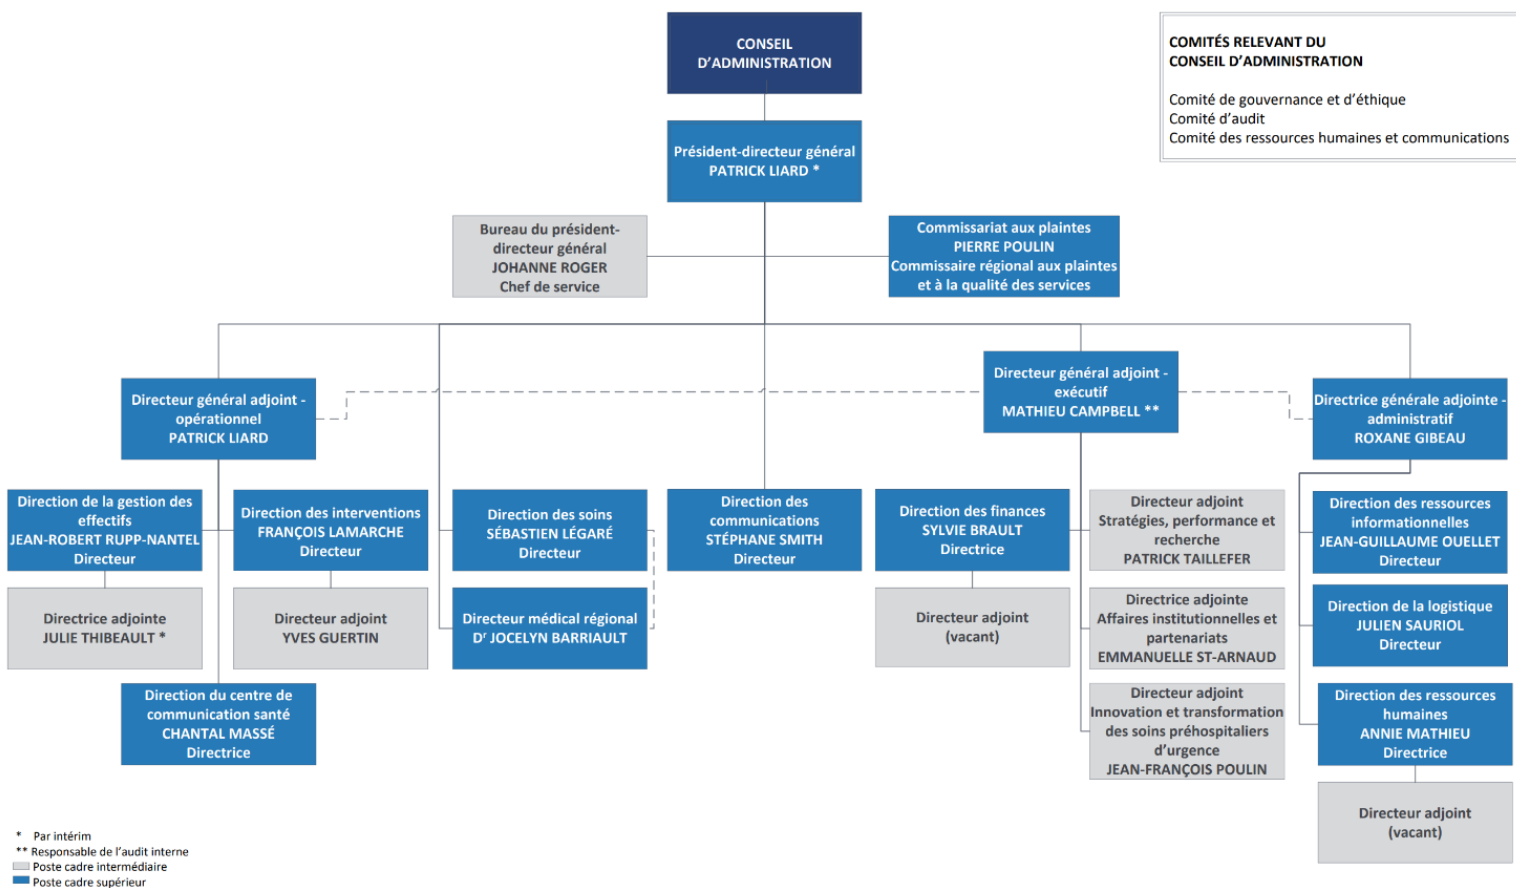 CONSEIL
D'ADMINISTRATION
COMITÉS RELEVANT DU
CONSEIL D'ADMINISTRATION
Comité de gouvernance et d'éthique
Comité d'audit
Comité des ressources humaines et communications
Président-directeur général
PATRICK LIARD *
Bureau du président-
directeur général
JOHANNE ROGER
Chef de service
Commissariat aux plaintes
PIERRE POULIN
Commissaire régional aux plaintes
et à la qualité des services
Directeur général adjoint -
opérationnel
PATRICK LIARD
Directeur général adjoint -
exécutif
MATHIEU CAMPBELL **
Directrice générale adjointe -
administratif
ROXANE GIBEAU
Direction de la gestion des
effectifs
JEAN-ROBERT RUPP-NANTEL
Directeur
Direction des interventions
FRANÇOIS LAMARCHE
Directeur
Direction des soins
SÉBASTIEN LÉGARÉ
Directeur
Direction des
communications
STÉPHANE SMITH
Directeur
Direction des finances
SYLVIE BRAULT
Directrice
Directeur adjoint
Stratégies, performance et
recherche
PATRICK TAILLEFER
Direction des ressources
informationnelles
JEAN-GUILLAUME OUELLET
Directeur
Directrice adjointe
JULIE THIBEAULT *
Directeur adjoint
YVES GUERTIN
Directeur médical régional
Dr JOCELYN BARRIAULT
Directeur adjoint
(vacant)
Directrice adjointe
Affaires institutionnelles et
partenariats
EMMANUELLE ST-ARNAUD
Direction de la logistique
JULIEN SAURIOL
Directeur
Direction du centre de
communication santé
CHANTAL MASSÉ
Directrice
Directeur adjoint
Innovation et transformation
des soins préhospitaliers
d'urgence
JEAN-FRANÇOIS POULIN
Direction des ressources
humaines
ANNIE MATHIEU
Directrice
Directeur adjoint
(vacant)
* Par intérim
** Responsable de l'audit interne
Poste cadre intermédiaire
Poste cadre supérieur